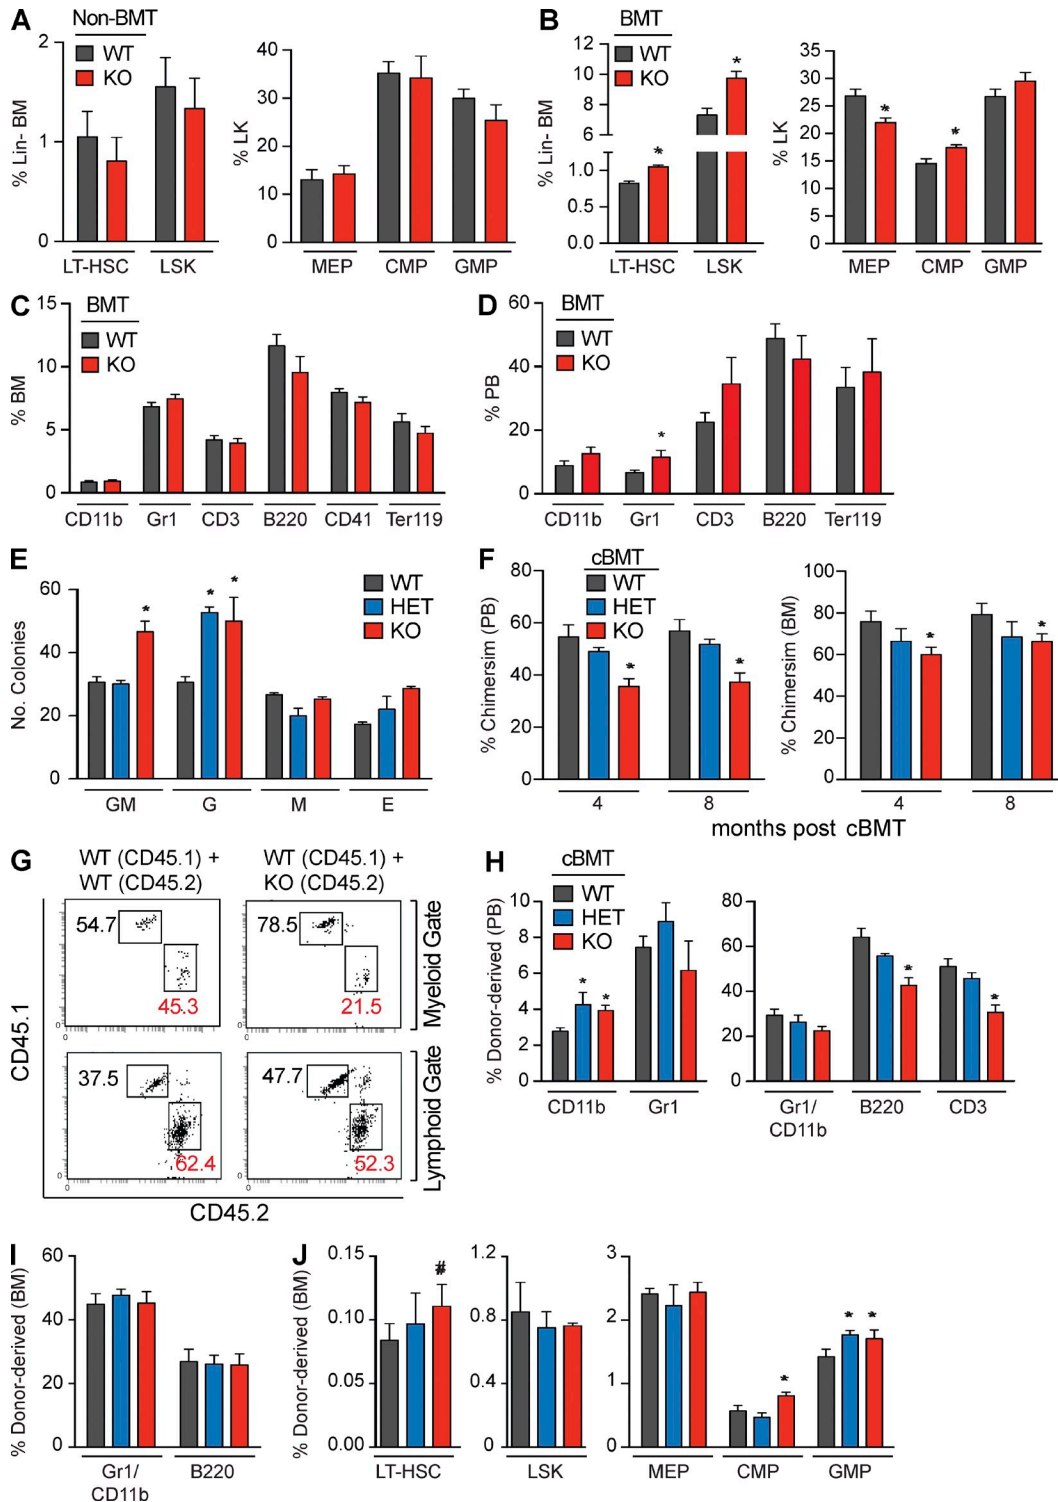 A
Non-BMT
WT
KO
% Lin- BM
2
1
0
LT-HSC LSK
% LK
40
30
20
10
0
MEP CMP GMP
B
BMT
WT
KO
% Lin- BM
12
10
8
6
1.0
0.5
0.0
* *
LT-HSC LSK
% LK
35
30
25
20
15
10
5
0
* *
MEP CMP GMP
C
BMT
WT
KO
% BM
15
10
5
0
CD11b Gr1 CD3 B220 CD41 Ter119
D
BMT
WT
KO
% PB
60
40
20
0
*
CD11b Gr1 CD3 B220 Ter119
E
WT
HET
KO
No. Colonies
60
40
20
0
* * *
GM G M E
F
cBMT
WT
HET
KO
% Chimersim (PB)
80
60
40
20
0
* *
4 8
% Chimersim (BM)
100
80
60
40
20
0
* *
4 8
months post cBMT
G
WT (CD45.1) +
WT (CD45.2)
WT (CD45.1) +
KO (CD45.2)
54.7
45.3
78.5
21.5
Myeloid Gate
37.5
62.4
47.7
52.3
Lymphoid Gate
CD45.1
CD45.2
H
cBMT
WT
HET
KO
% Donor-derived (PB)
10
8
6
4
2
0
* *
CD11b Gr1
80
60
40
20
0
* *
Gr1/
CD11b
B220 CD3
I
% Donor-derived (BM)
60
40
20
0
Gr1/
CD11b
B220
J
% Donor-derived (BM)
0.15
0.10
0.05
0.00
#
LT-HSC
1.2
0.8
0.4
0
LSK
3
2
1
0
* * *
MEP CMP GMP